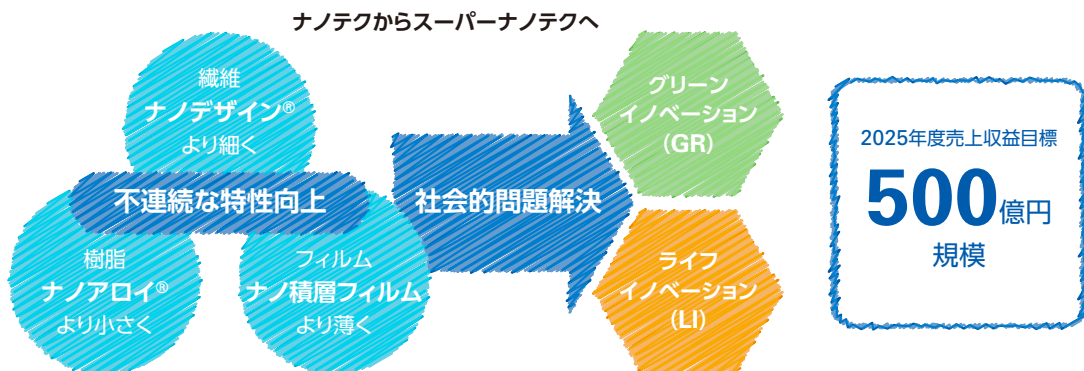 ナノテクからスーパーナノテクへ
繊維
ナノデザイン®
より細く
不連続な特性向上
樹脂
ナノアロイ®
より小さく
フィルム
ナノ積層フィルム
より薄く
社会的問題解決
グリーン
イノベーション
(GR)
ライフ
イノベーション
(LI)
2025年度売上収益目標
500億円
規模